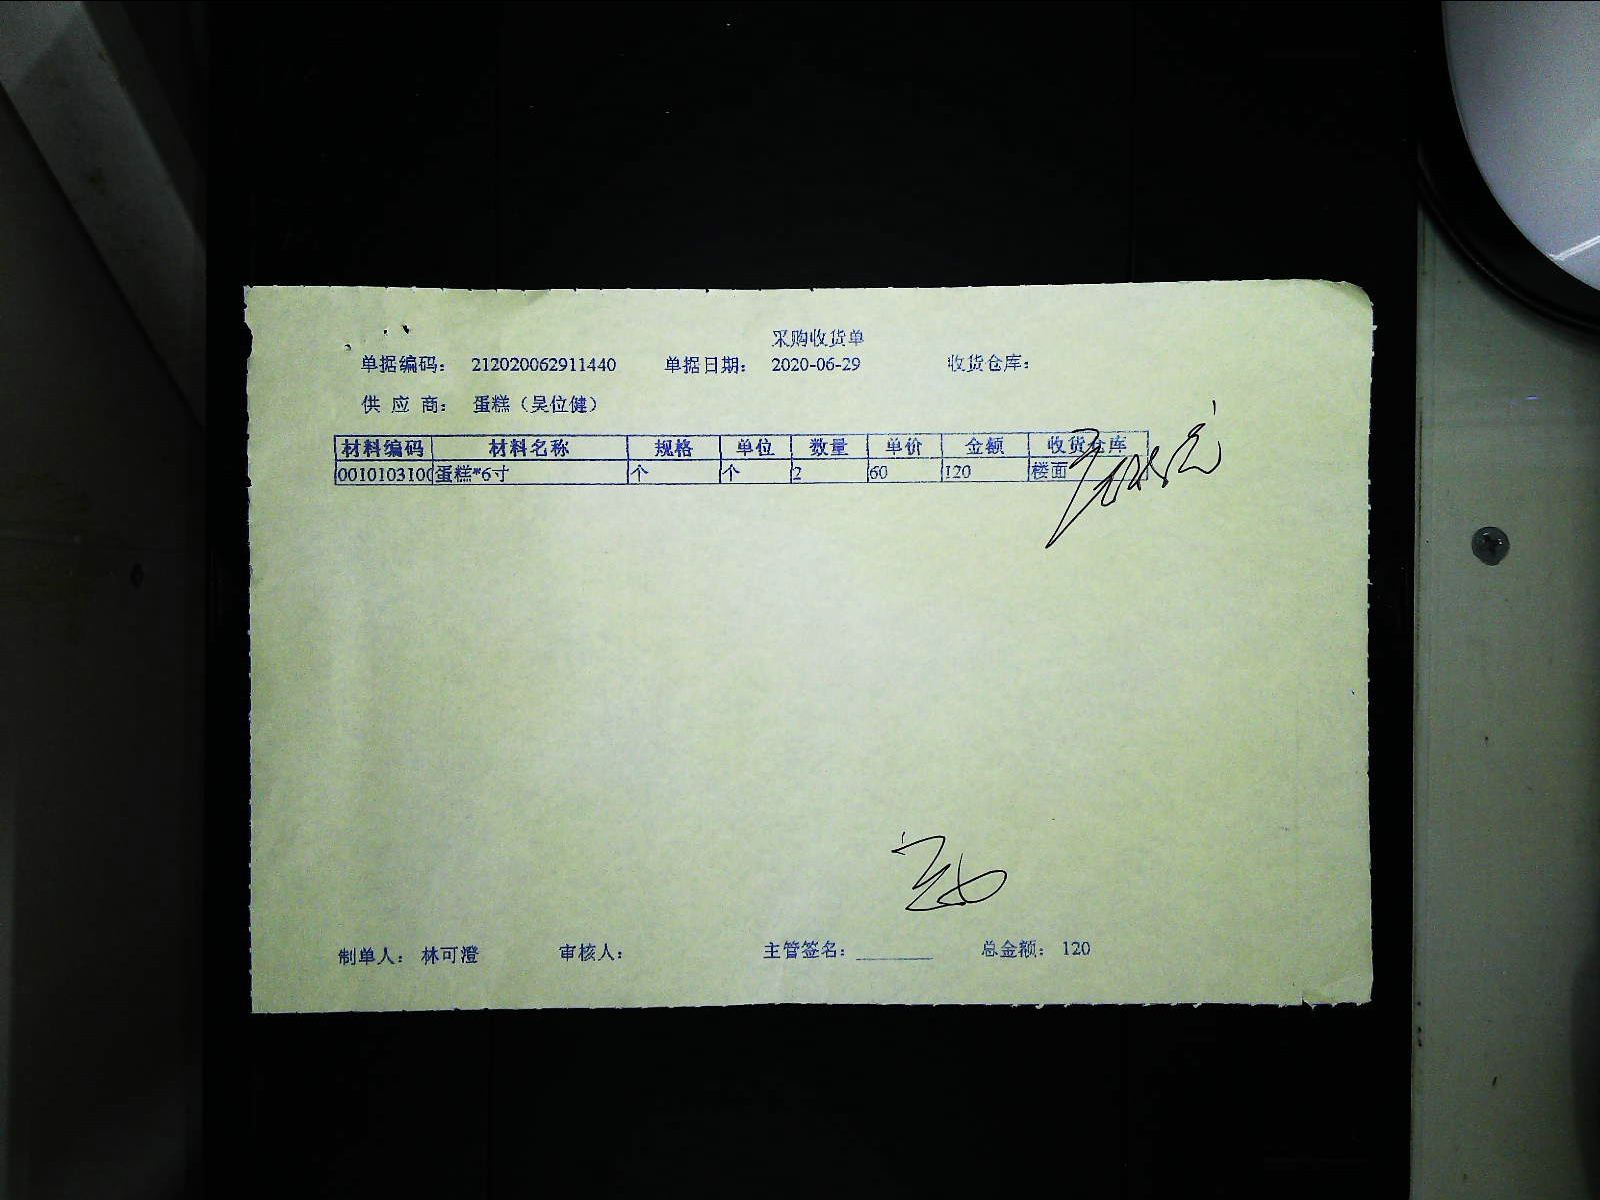 采购收货单
单据编码： 212020062911440 单据日期： 2020-06-29 收货仓库：
供 应 商： 蛋糕（吴位健）
材料编码 材料名称 规格 单位 数量 单价 金额 收货仓库
0010103100 蛋糕*6寸 个 个 2 60 120 楼面
制单人： 林可澄 审核人： 主管签名：________ 总金额： 120